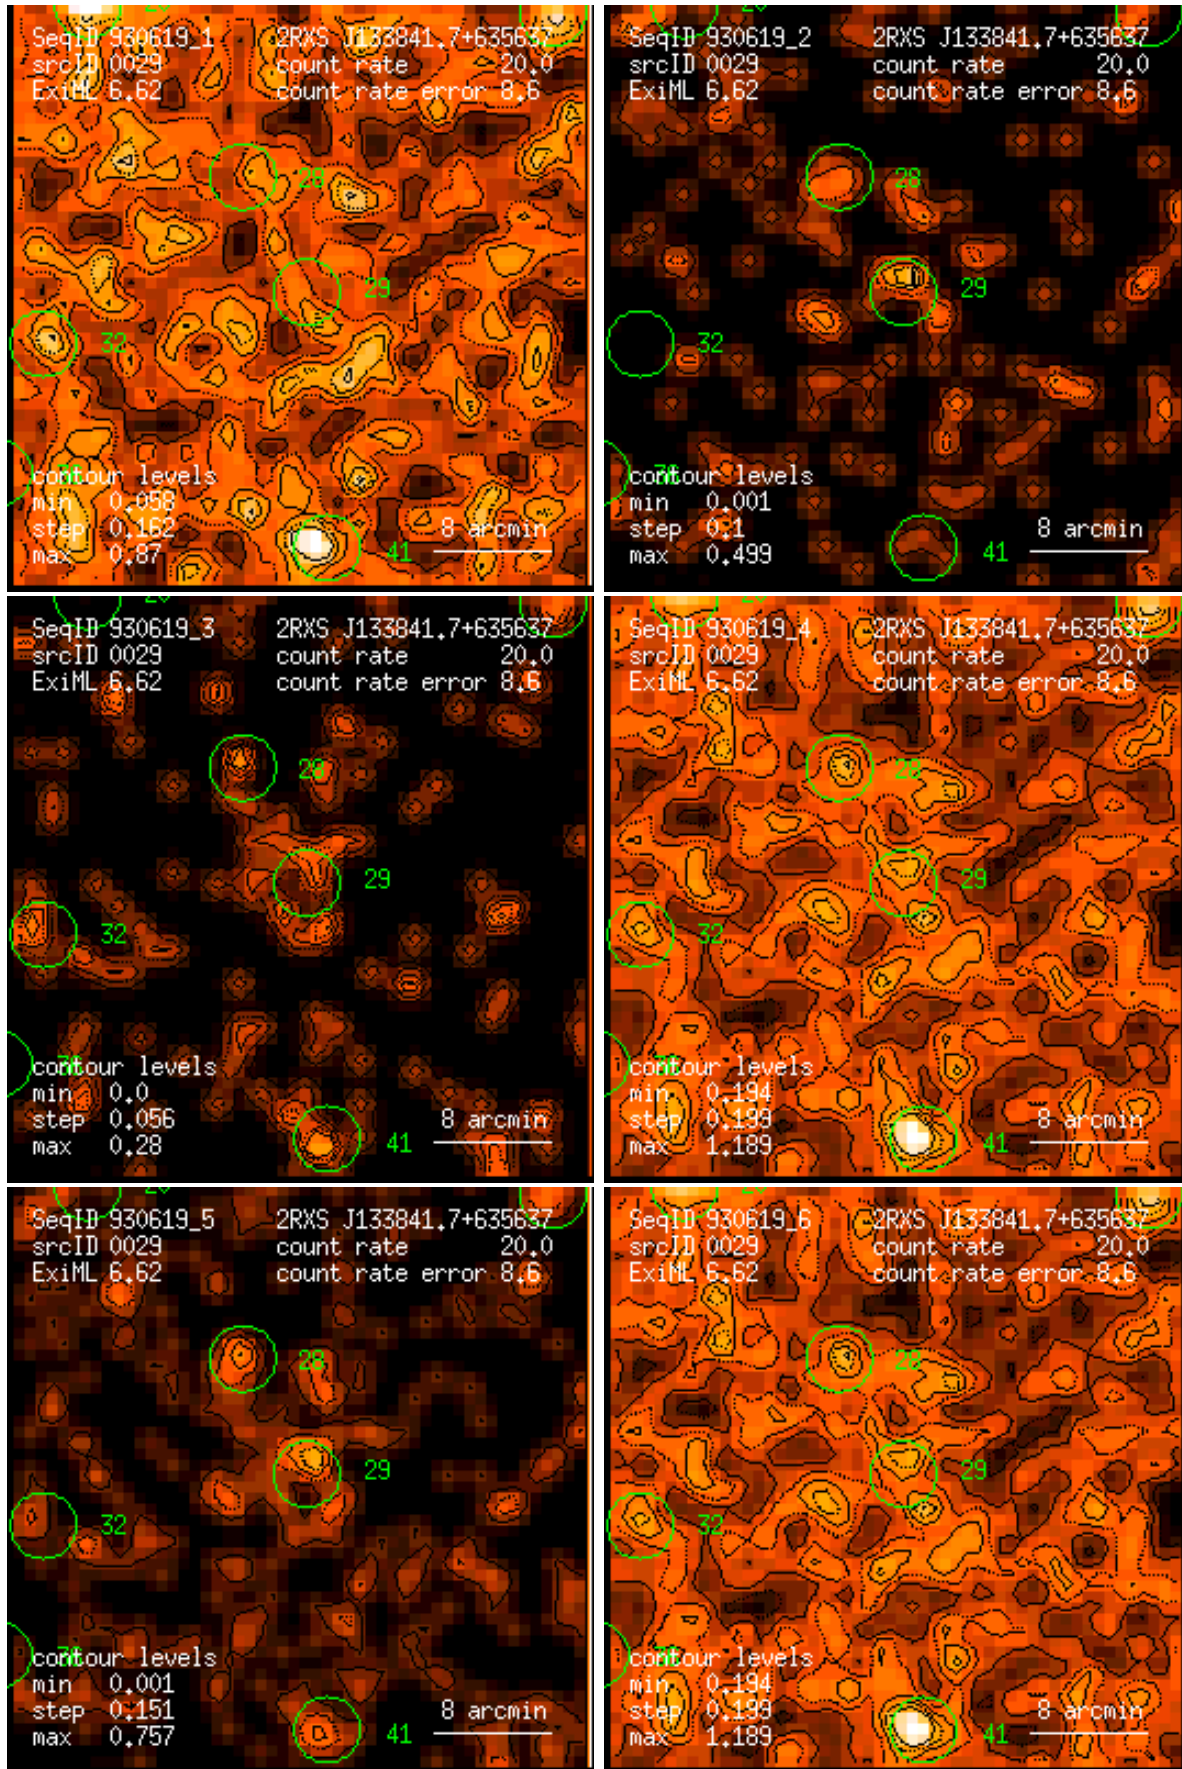 SeqID 930619_1 2RXS J133841.7+635637
srcID 0029 count rate 20.0
ExiML 6.62 count rate error 8.6
28
29
32
contour levels
min 0.058
step 0.162 8 arcmin
max 0.87 41
SeqID 930619_2 2RXS J133841.7+635637
srcID 0029 count rate 20.0
ExiML 6.62 count rate error 8.6
28
29
32
contour levels
min 0.001
step 0.1 8 arcmin
max 0.499 41
SeqID 930619_3 2RXS J133841.7+635637
srcID 0029 count rate 20.0
ExiML 6.62 count rate error 8.6
28
29
32
contour levels
min 0.0
step 0.056 8 arcmin
max 0.28 41
SeqID 930619_4 2RXS J133841.7+635637
srcID 0029 count rate 20.0
ExiML 6.62 count rate error 8.6
28
29
32
contour levels
min 0.194
step 0.199 8 arcmin
max 1.189 41
SeqID 930619_5 2RXS J133841.7+635637
srcID 0029 count rate 20.0
ExiML 6.62 count rate error 8.6
28
29
32
contour levels
min 0.001
step 0.151 8 arcmin
max 0.757 41
SeqID 930619_6 2RXS J133841.7+635637
srcID 0029 count rate 20.0
ExiML 6.62 count rate error 8.6
28
29
32
contour levels
min 0.194
step 0.199 8 arcmin
max 1.189 41